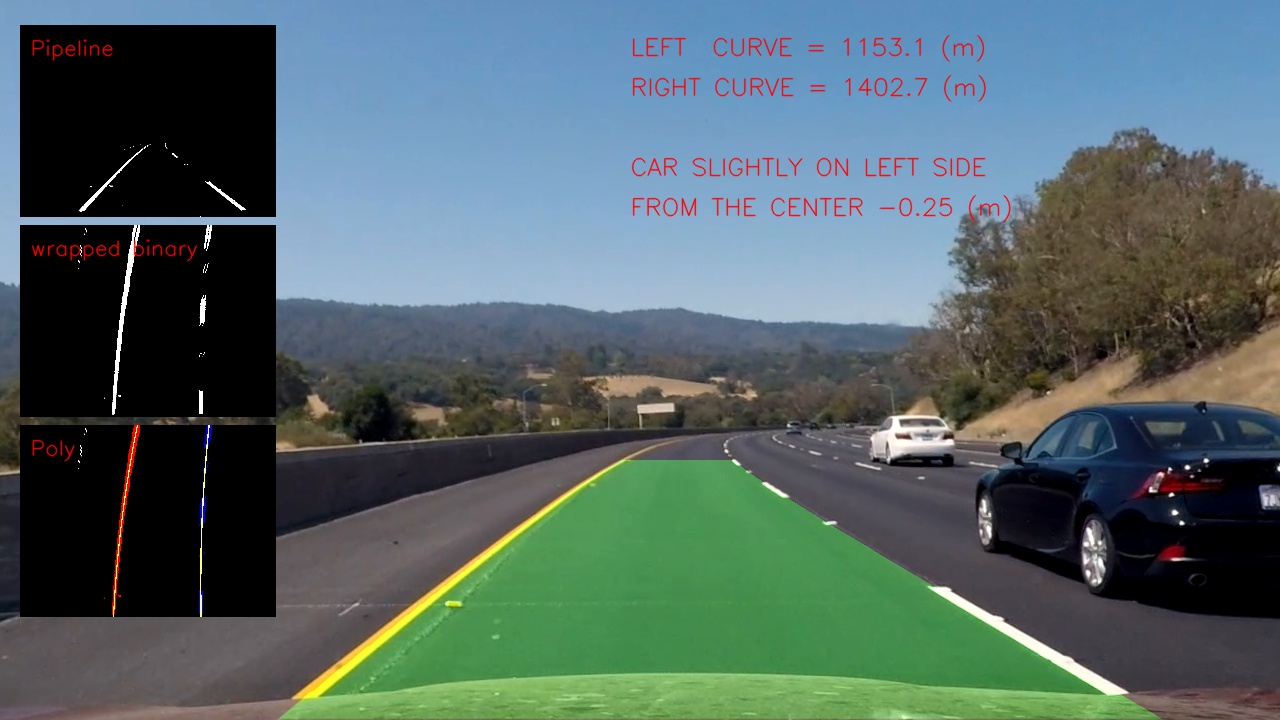 Pipeline
LEFT CURVE = 1153.1 (m)
RIGHT CURVE = 1402.7 (m)
CAR SLIGHTLY ON LEFT SIDE
FROM THE CENTER -0.25 (m)
wrapped binary
Poly